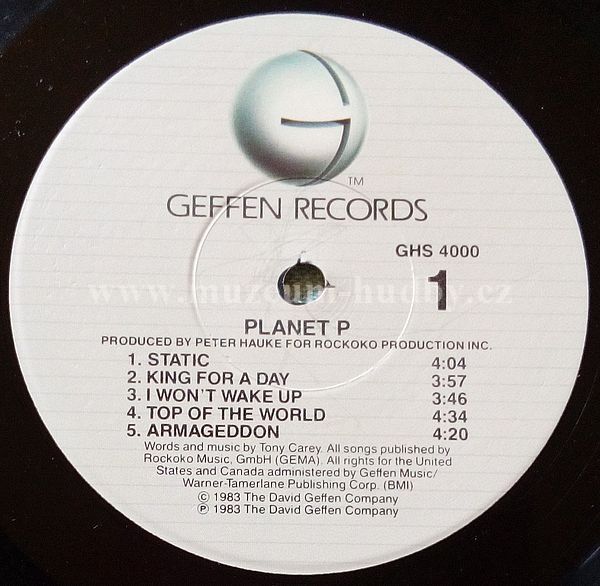 TM
GEFFEN RECORDS
GHS 4000
1
www.muzeum-hudby.cz
PLANET P
PRODUCED BY PETER HAUKE FOR ROCKOKO PRODUCTION INC.
1. STATIC 4:04
2. KING FOR A DAY 3:57
3. I WON'T WAKE UP 3:46
4. TOP OF THE WORLD 4:34
5. ARMAGEDDON 4:20
Words and music by Tony Carey. All songs published by
Rockoko Music, GmbH (GEMA). All rights for the United
States and Canada administered by Geffen Music/
Warner-Tamerlane Publishing Corp. (BMI)
© 1983 The David Geffen Company
℗ 1983 The David Geffen Company